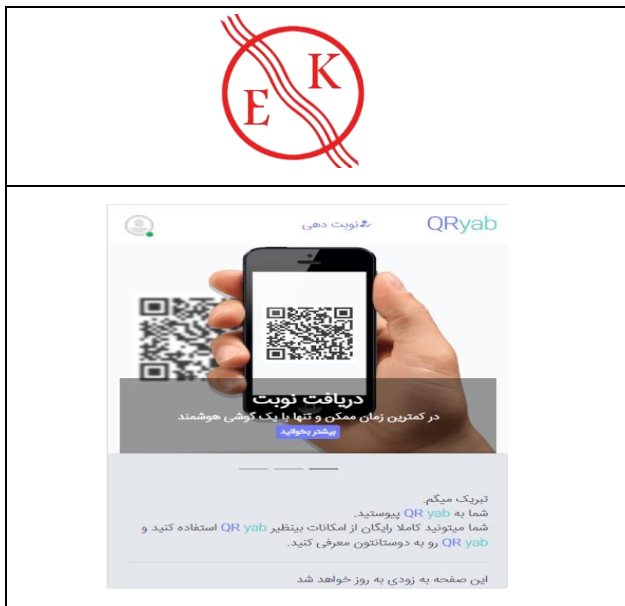 E K
QRyab
نوبت دهی
دریافت نوبت
در کمترین زمان ممکن و تنها با یک گوشی هوشمند
بیشتر بخوانید
تبریک میگم.
شما به QR yab پیوستید.
شما میتونید کاملا رایگان از امکانات بینظیر QR yab استفاده کنید و
QR yab رو به دوستانتون معرفی کنید.
این صفحه به زودی به روز خواهد شد